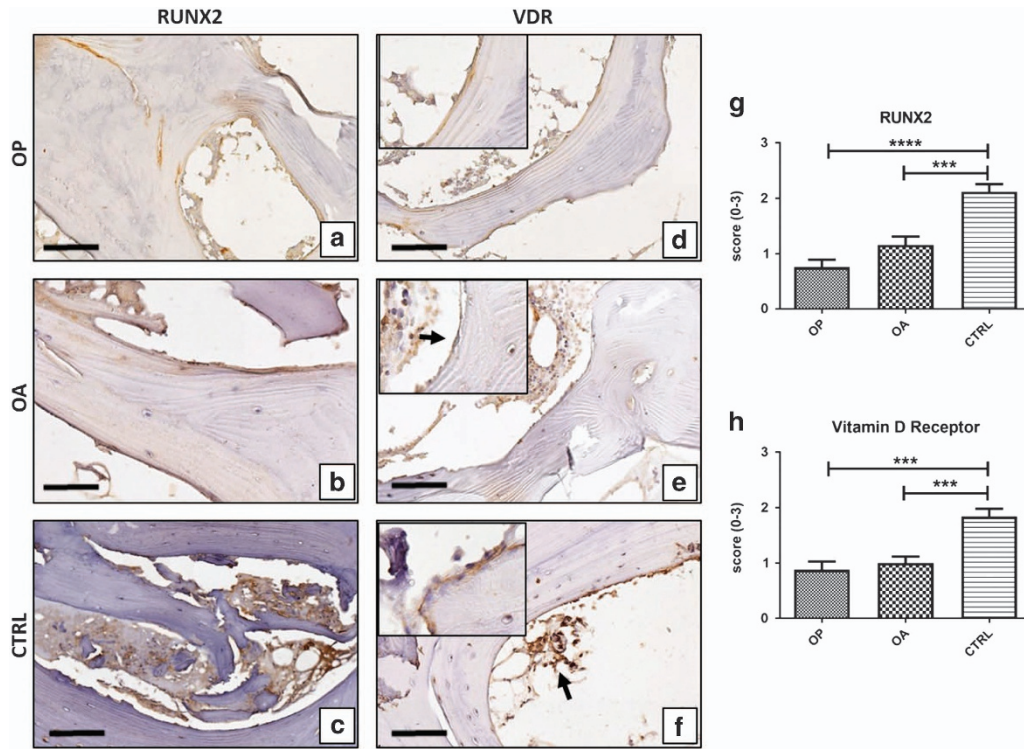 RUNX2
VDR
OP
a
d
OA
b
e
CTRL
c
f
g
RUNX2
3
2
1
0
score (0-3)
****
***
OP
OA
CTRL
h
Vitamin D Receptor
3
2
1
0
score (0-3)
***
***
OP
OA
CTRL